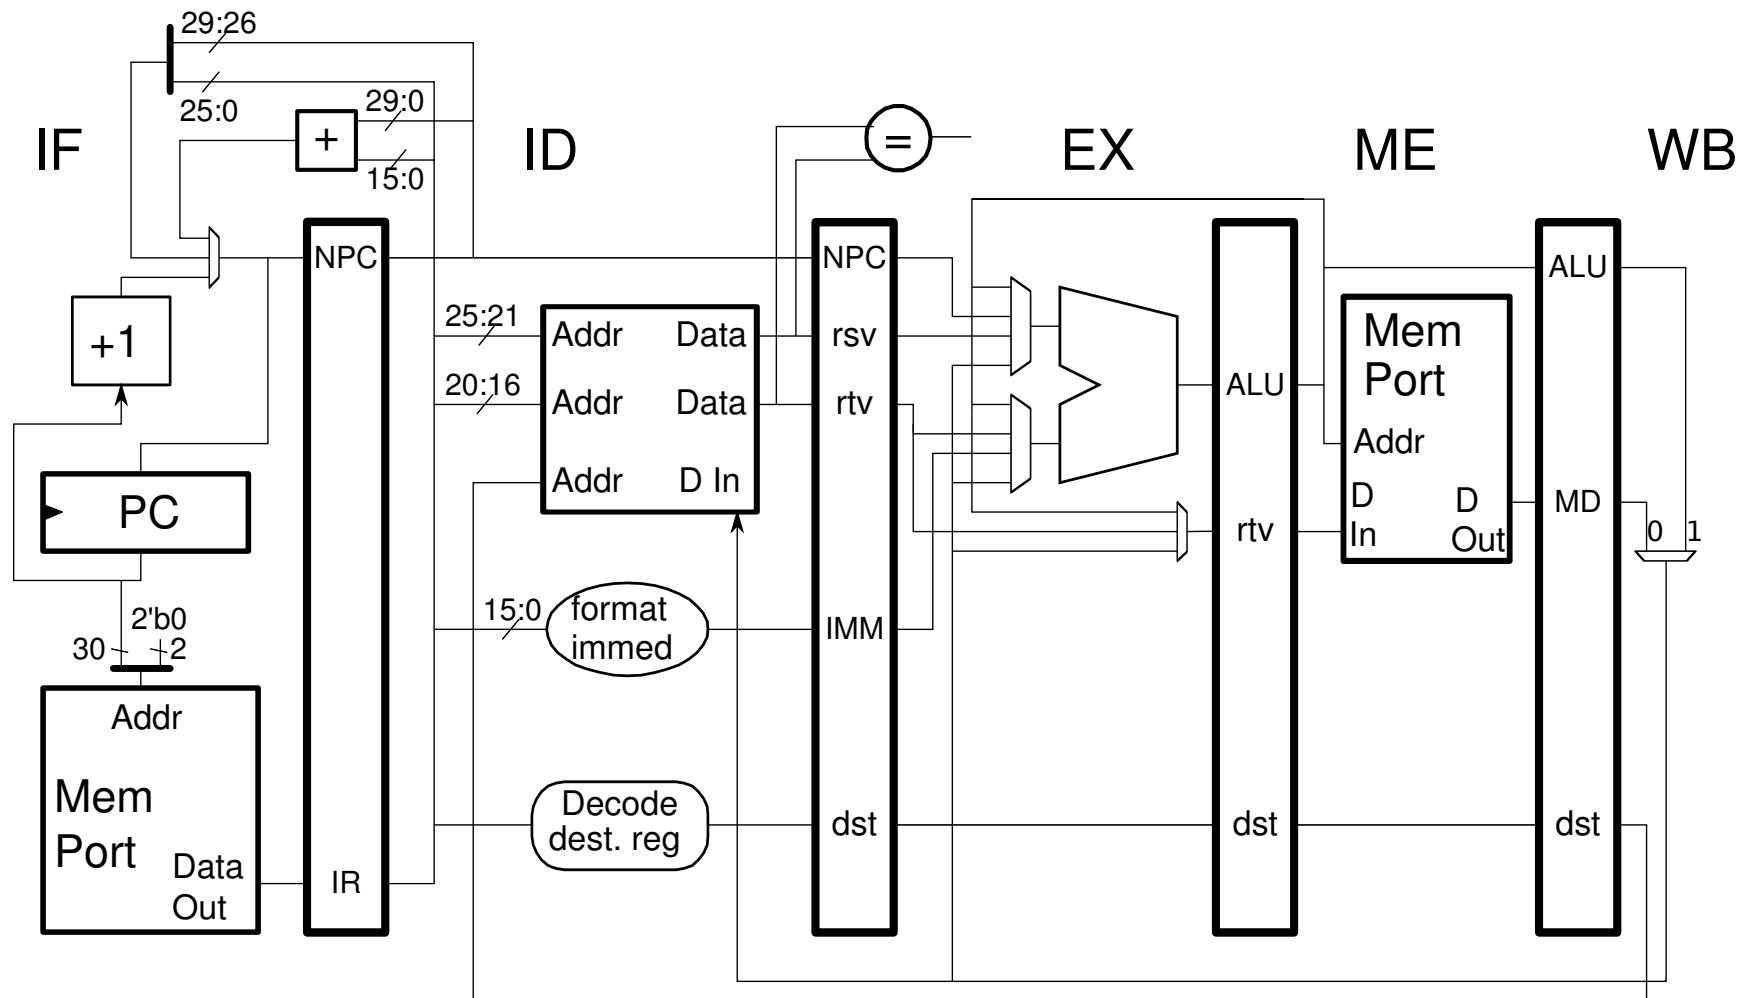 29:26
25:0
29:0
15:0
+
=
IF
ID
EX
ME
WB
NPC
NPC
ALU
+1
25:21
Addr
Data
rsv
20:16
Addr
Data
rtv
Addr
D In
ALU
Mem
Port
Addr
D
In
D
Out
MD
0
1
PC
rtv
2'b0
30
2
15:0
format
immed
IMM
Addr
Mem
Port
Data
Out
IR
Decode
dest. reg
dst
dst
dst